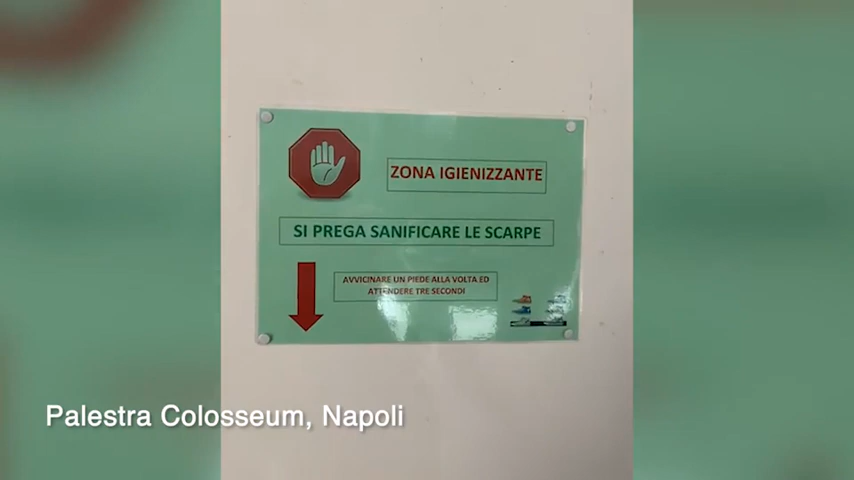 ZONA IGIENIZZANTE
SI PREGA SANIFICARE LE SCARPE
AVVICINARE UN PIEDE ALLA VOLTA ED
ATTENDERE TRE SECONDI
Palestra Colosseum, Napoli